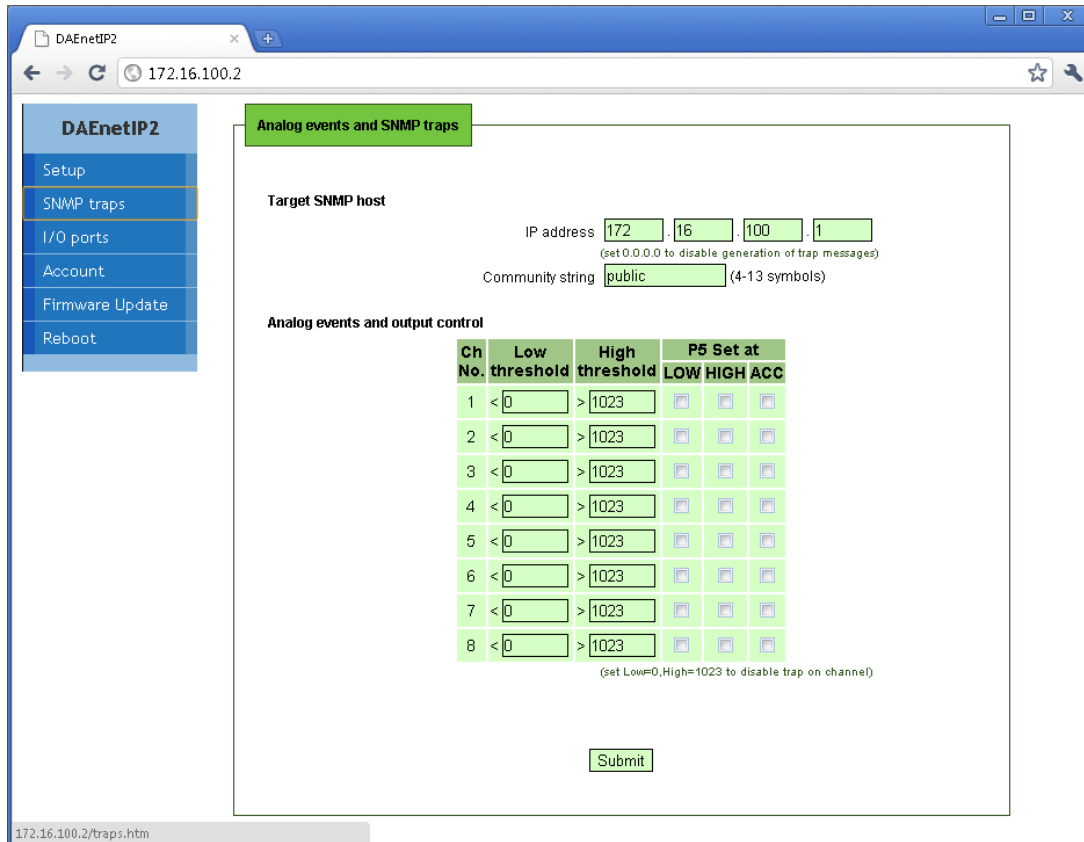 DAEnetIP2
172.16.100.2
DAEnetIP2
Setup
SNMP traps
I/O ports
Account
Firmware Update
Reboot
Analog events and SNMP traps
Target SNMP host
IP address 172 . 16 . 100 . 1
(set 0.0.0.0 to disable generation of trap messages)
Community string public (4-13 symbols)
Analog events and output control
Ch No. Low threshold High threshold P5 Set at
LOW HIGH ACC
1 < 0 > 1023
2 < 0 > 1023
3 < 0 > 1023
4 < 0 > 1023
5 < 0 > 1023
6 < 0 > 1023
7 < 0 > 1023
8 < 0 > 1023
(set Low=0,High=1023 to disable trap on channel)
Submit
172.16.100.2/traps.htm